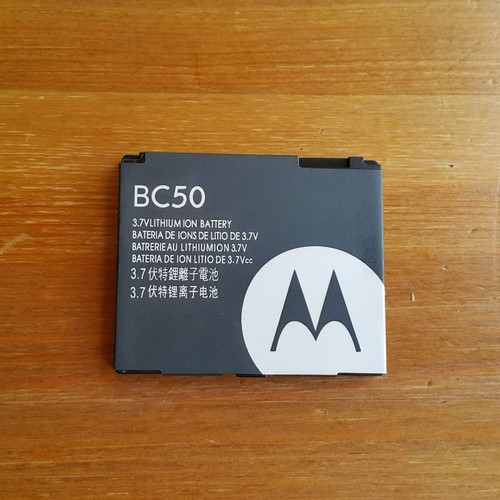 BC50
3.7VLITHIUM ION BATTERY
BATERIA DE IONS DE LITIO DE 3.7V
BATRERIE AU LITHIUMION 3.7V
BATERIA DE ION LITIO DE 3.7Vcc
3.7伏特鋰離子電池
3.7伏特锂离子电池